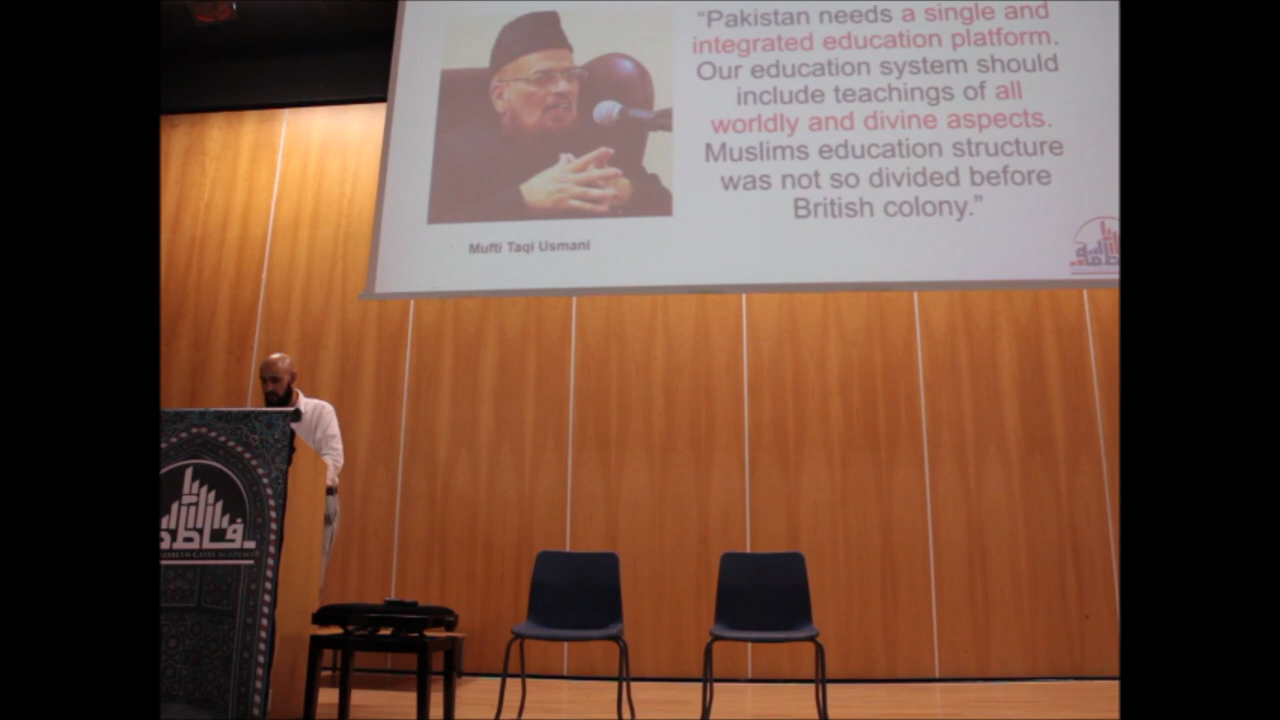 “Pakistan needs a single and
integrated education platform.
Our education system should
include teachings of all
worldly and divine aspects.
Muslims education structure
was not so divided before
British colony.”
Mufti Taqi Usmani
فاطمة